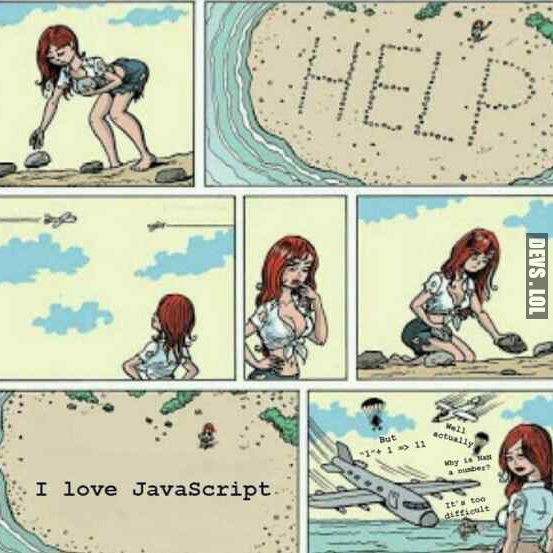 HELP
DEVS.LOL
I love JavaScript
But
"1"+ 1 => 11
Well
actually
Why is NaN
a number?
It's too
difficult